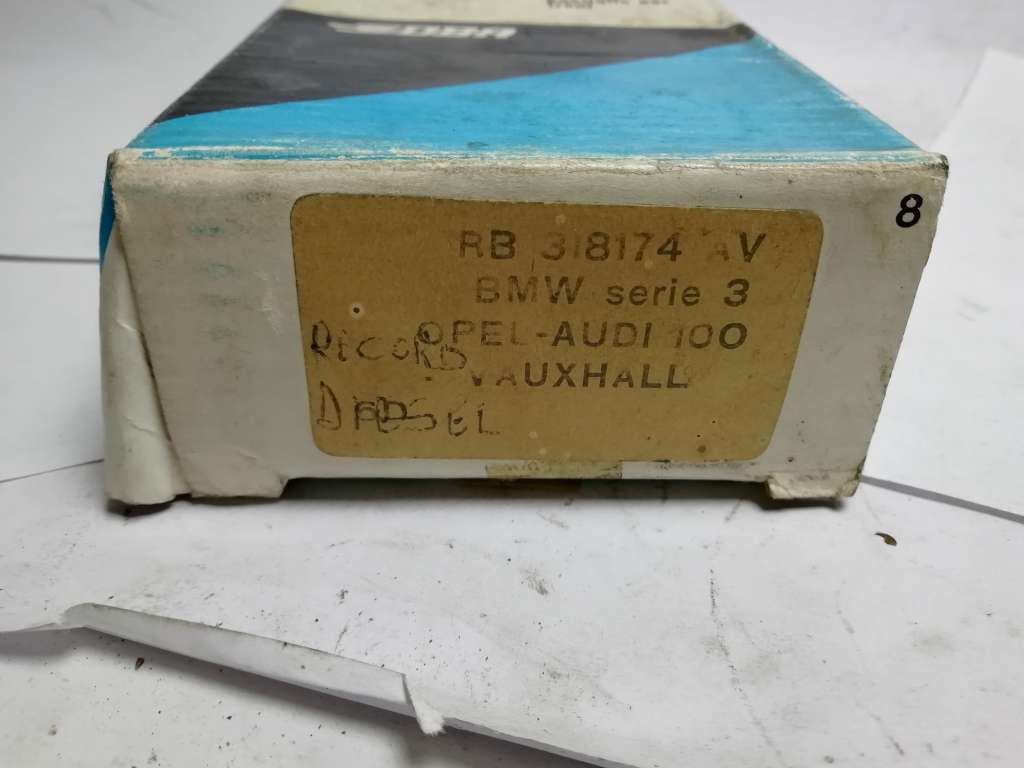 8
RB 318174 AV
BMW serie 3
OPEL-AUDI 100
VAUXHALL
RECORD
DIESEL